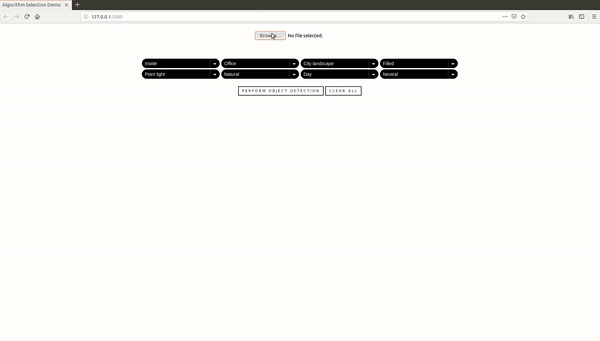 Algorithm Selection Demo
127.0.0.1:5000
No file selected.
Inside Office City landscape Filled
Point light Natural Day Neutral
PERFORM OBJECT DETECTION CLEAR ALL